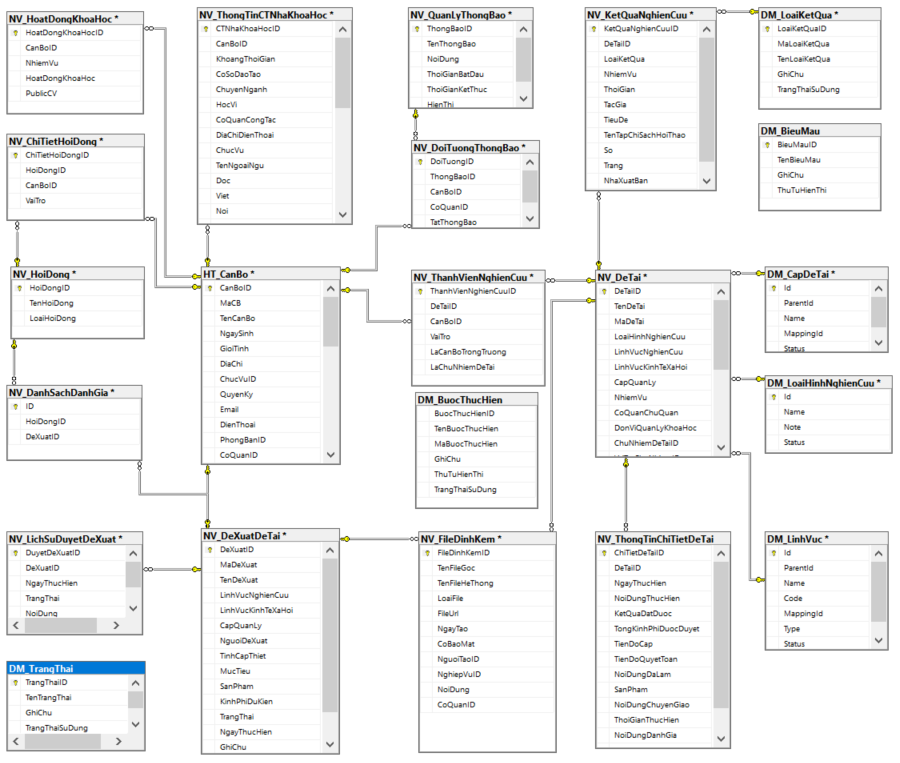 NV_HoatDongKhoaHoc *
HoatDongKhoaHocID
CanBoID
NhiemVu
HoatDongKhoaHoc
PublicCV
NV_ThongTinCTNhaKhoaHoc *
CTNhaKhoaHocID
CanBoID
KhoangThoiGian
CoSoDaoTao
ChuyenNganh
HocVi
CoQuanCongTac
DiaChiDienThoai
ChucVu
TenNgoaiNgu
Doc
Viet
Noi
NV_QuanLyThongBao *
ThongBaoID
TenThongBao
NoiDung
ThoiGianBatDau
ThoiGianKetThuc
HienThi
NV_KetQuaNghienCuu *
KetQuaNghienCuuID
DeTaiID
LoaiKetQua
NhiemVu
ThoiGian
TacGia
TieuDe
TenTapChiSachHoiThao
So
Trang
NhaXuatBan
DM_LoaiKetQua *
LoaiKetQuaID
MaLoaiKetQua
TenLoaiKetQua
GhiChu
TrangThaiSuDung
DM_BieuMau
BieuMauID
TenBieuMau
GhiChu
ThuTuHienThi
NV_ChiTietHoiDong *
ChiTietHoiDongID
HoiDongID
CanBoID
VaiTro
NV_DoiTuongThongBao *
DoiTuongID
ThongBaoID
CanBoID
CoQuanID
TatThongBao
NV_HoiDong *
HoiDongID
TenHoiDong
LoaiHoiDong
HT_CanBo *
CanBoID
MaCB
TenCanBo
NgaySinh
GioiTinh
DiaChi
ChucVuID
QuyenKy
Email
DienThoai
PhongBanID
CoQuanID
NV_ThanhVienNghienCuu *
ThanhVienNghienCuuID
DeTaiID
CanBoID
VaiTro
LaCanBoTrongTruong
LaChuNhiemDeTai
NV_DeTai *
DeTaiID
TenDeTai
MaDeTai
LoaiHinhNghienCuu
LinhVucNghienCuu
LinhVucKinhTeXaHoi
CapQuanLy
NhiemVu
CoQuanChuQuan
DonViQuanLyKhoaHoc
ChuNhiemDeTaiID
DM_CapDeTai *
Id
ParentId
Name
MappingId
Status
DM_LoaiHinhNghienCuu *
Id
Name
Note
Status
NV_DanhSachDanhGia *
ID
HoiDongID
DeXuatID
DM_BuocThucHien
BuocThucHienID
TenBuocThucHien
MaBuocThucHien
GhiChu
ThuTuHienThi
TrangThaiSuDung
NV_LichSuDuyetDeXuat *
DuyetDeXuatID
DeXuatID
NgayThucHien
TrangThai
NoiDung
NV_DeXuatDeTai *
DeXuatID
MaDeXuat
TenDeXuat
LinhVucNghienCuu
LinhVucKinhTeXaHoi
CapQuanLy
NguoiDeXuat
TinhCapThiet
MucTieu
SanPham
KinhPhiDuKien
TrangThai
NgayThucHien
GhiChu
NV_FileDinhKem *
FileDinhKemID
TenFileGoc
TenFileHeThong
LoaiFile
FileUrl
NgayTao
CoBaoMat
NguoiTaoID
NghiepVuID
NoiDung
CoQuanID
NV_ThongTinChiTietDeTai
ChiTietDeTaiID
DeTaiID
NgayThucHien
NoiDungThucHien
KetQuaDatDuoc
TongKinhPhiDuocDuyet
TienDoCap
TienDoQuyetToan
NoiDungDaLam
SanPham
NoiDungChuyenGiao
ThoiGianThucHien
NoiDungDanhGia
DM_LinhVuc *
Id
ParentId
Name
Code
MappingId
Type
Status
DM_TrangThai
TrangThaiID
TenTrangThai
GhiChu
TrangThaiSuDung